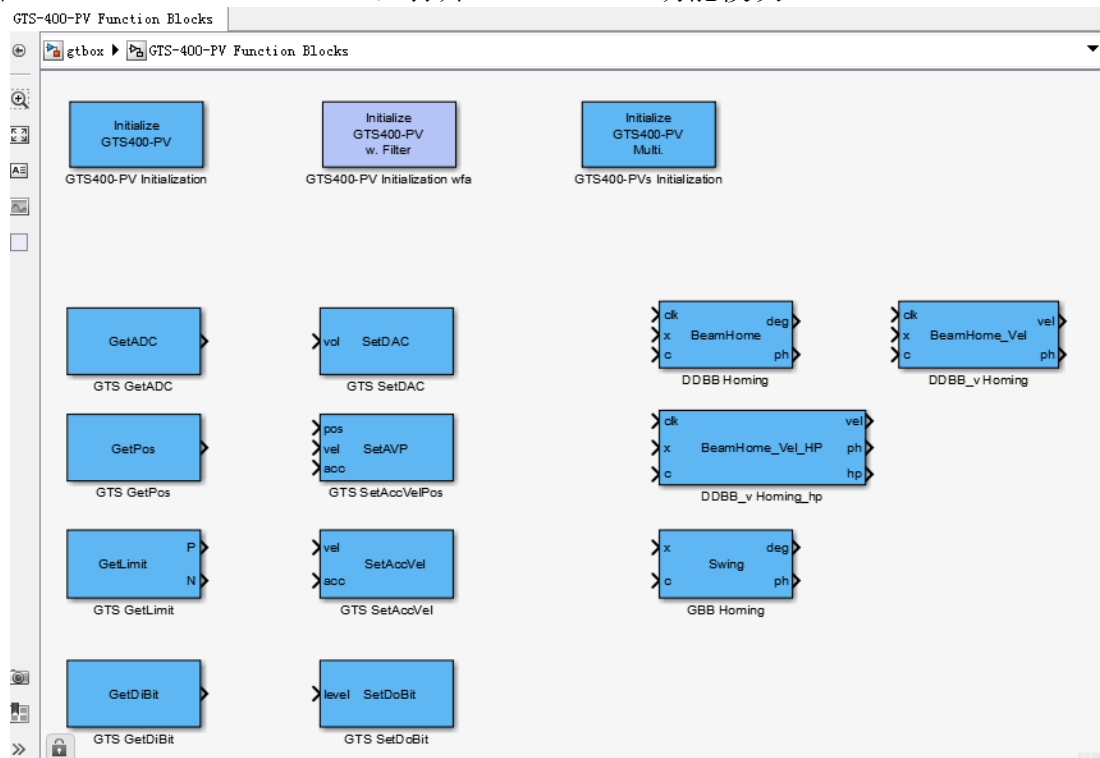 GTS-400-PV Function Blocks
gtbox GTS-400-PV Function Blocks
Initialize
GTS400-PV
GTS400-PV Initialization
Initialize
GTS400-PV
w. Filter
GTS400-PV Initialization wfa
Initialize
GTS400-PV
Multi.
GTS400-PVs Initialization
GetADC
GTS GetADC
vol SetDAC
GTS SetDAC
clk
x
c
BeamHome
deg
ph
DDBB Homing
clk
x
c
BeamHome_Vel
vel
ph
DDBB_v Homing
GetPos
GTS GetPos
pos
vel
acc
SetAVP
GTS SetAccVelPos
clk
x
c
BeamHome_Vel_HP
vel
ph
hp
DDBB_v Homing_hp
GetLimit
P
N
GTS GetLimit
vel
acc
SetAccVel
GTS SetAccVel
x
c
Swing
deg
ph
GBB Homing
GetDiBit
GTS GetDiBit
level SetDoBit
GTS SetDoBit